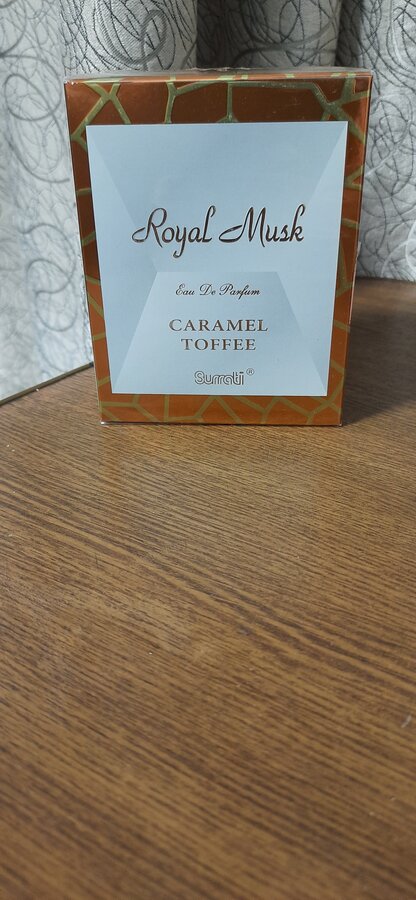 Royal Musk
Eau De Parfum
CARAMEL
TOFFEE
Surrati®